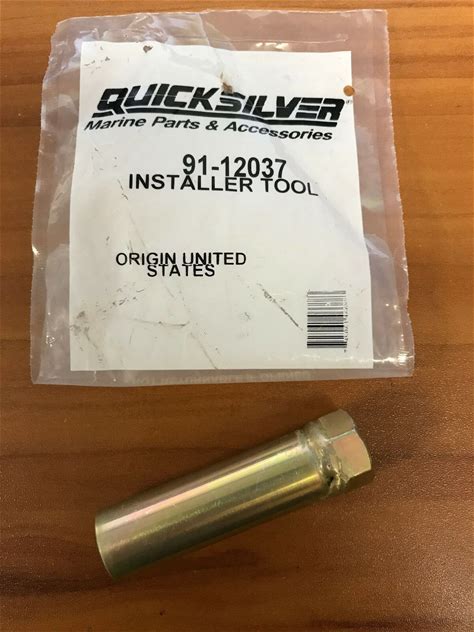 QUICKSILVER
Marine Parts & Accessories
91-12037
INSTALLER TOOL
ORIGIN UNITED
STATES